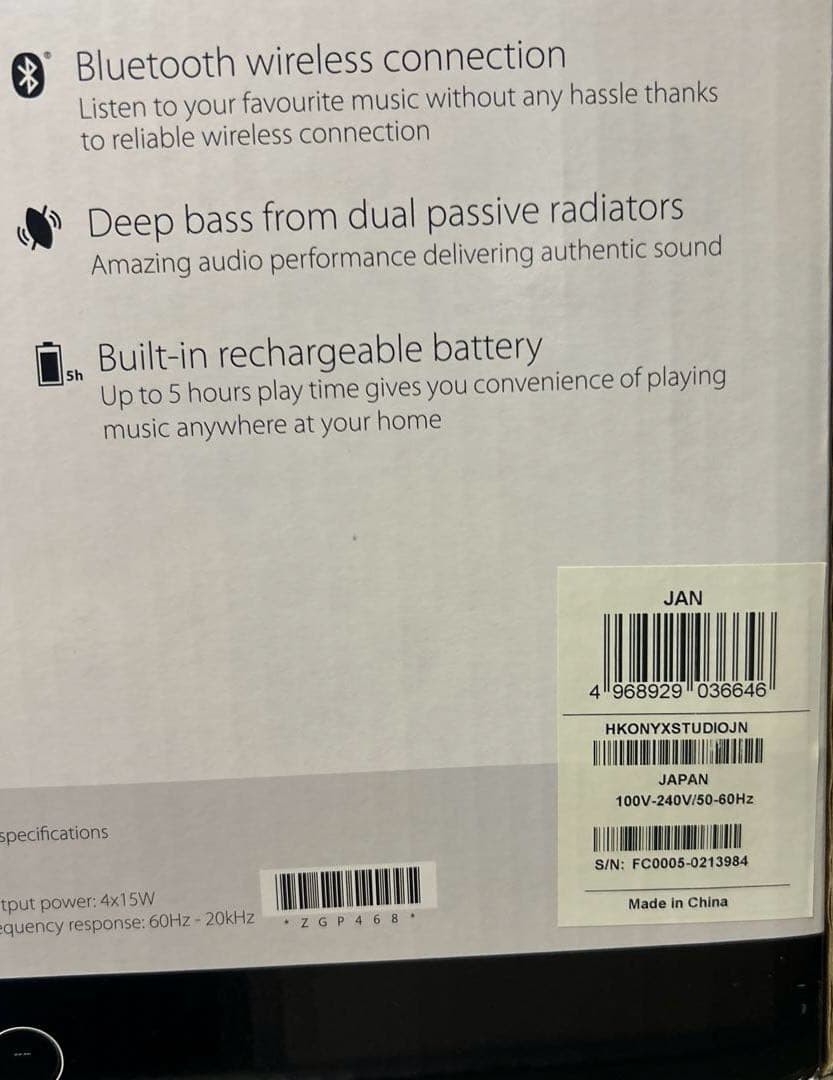 Bluetooth wireless connection
Listen to your favourite music without any hassle thanks
to reliable wireless connection
Deep bass from dual passive radiators
Amazing audio performance delivering authentic sound
5h
Built-in rechargeable battery
Up to 5 hours play time gives you convenience of playing
music anywhere at your home
JAN
4 968929 036646
HKONYXSTUDIOJN
JAPAN
100V-240V/50-60Hz
S/N: FC0005-0213984
Made in China
specifications
tput power: 4x15W
equency response: 60Hz - 20kHz
* Z G P 4 6 8 *